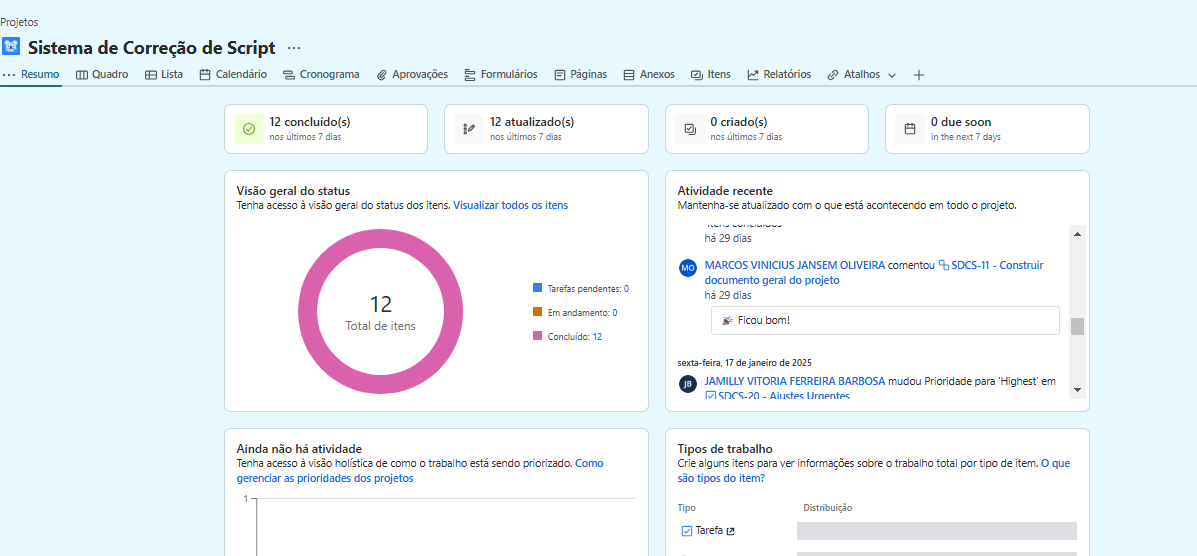 Projetos
Sistema de Correção de Script ...
Resumo Quadro Lista Calendário Cronograma Aprovações Formulários Páginas Anexos Itens Relatórios Atalhos
12 concluído(s)
nos últimos 7 dias
12 atualizado(s)
nos últimos 7 dias
0 criado(s)
nos últimos 7 dias
0 due soon
in the next 7 days
Visão geral do status
Tenha acesso à visão geral do status dos itens. Visualizar todos os itens
12
Total de itens
Tarefas pendentes: 0
Em andamento: 0
Concluído: 12
Atividade recente
Mantenha-se atualizado com o que está acontecendo em todo o projeto.
itens concluídos
há 29 dias
MO
MARCOS VINICIUS JANSEM OLIVEIRA comentou SDCS-11 - Construir
documento geral do projeto
há 29 dias
🎉 Ficou bom!
sexta-feira, 17 de janeiro de 2025
JB
JAMILLY VITORIA FERREIRA BARBOSA mudou Prioridade para 'Highest' em
SDCS-20 - Ajustes Urgentes
Ainda não há atividade
Tenha acesso à visão holística de como o trabalho está sendo priorizado. Como
gerenciar as prioridades dos projetos
1
Tipos de trabalho
Crie alguns itens para ver informações sobre o trabalho total por tipo de item. O que
são tipos do item?
Tipo Distribuição
Tarefa